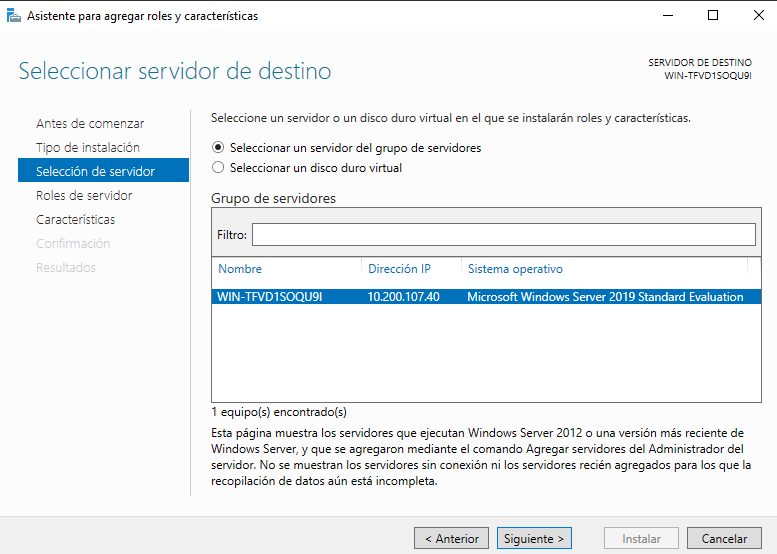 Asistente para agregar roles y características
Seleccionar servidor de destino
SERVIDOR DE DESTINO
WIN-TFVD1SOQU9I
Antes de comenzar
Tipo de instalación
Selección de servidor
Roles de servidor
Características
Confirmación
Resultados
Seleccione un servidor o un disco duro virtual en el que se instalarán roles y características.
Seleccionar un servidor del grupo de servidores
Seleccionar un disco duro virtual
Grupo de servidores
Filtro:
Nombre Dirección IP Sistema operativo
WIN-TFVD1SOQU9I 10.200.107.40 Microsoft Windows Server 2019 Standard Evaluation
1 equipo(s) encontrado(s)
Esta página muestra los servidores que ejecutan Windows Server 2012 o una versión más reciente de
Windows Server, y que se agregaron mediante el comando Agregar servidores del Administrador del
servidor. No se muestran los servidores sin conexión ni los servidores recién agregados para los que la
recopilación de datos aún está incompleta.
< Anterior Siguiente > Instalar Cancelar